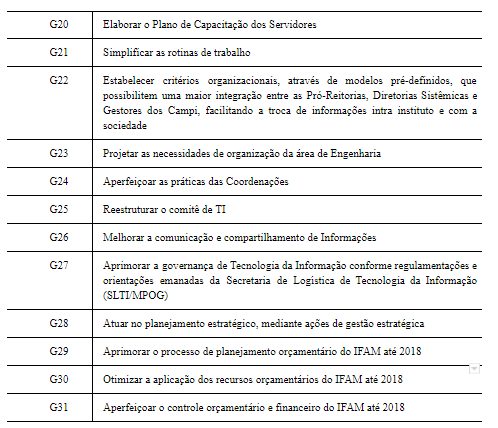 G20 Elaborar o Plano de Capacitação dos Servidores
G21 Simplificar as rotinas de trabalho
G22 Estabelecer critérios organizacionais, através de modelos pré-definidos, que
possibilitem uma maior integração entre as Pró-Reitorias, Diretorias Sistêmicas e
Gestores dos Campi, facilitando a troca de informações intra instituto e com a
sociedade
G23 Projetar as necessidades de organização da área de Engenharia
G24 Aperfeiçoar as práticas das Coordenações
G25 Reestruturar o comitê de TI
G26 Melhorar a comunicação e compartilhamento de Informações
G27 Aprimorar a governança de Tecnologia da Informação conforme regulamentações e
orientações emanadas da Secretaria de Logística de Tecnologia da Informação
(SLTI/MPOG)
G28 Atuar no planejamento estratégico, mediante ações de gestão estratégica
G29 Aprimorar o processo de planejamento orçamentário do IFAM até 2018
G30 Otimizar a aplicação dos recursos orçamentários do IFAM até 2018
G31 Aperfeiçoar o controle orçamentário e financeiro do IFAM até 2018